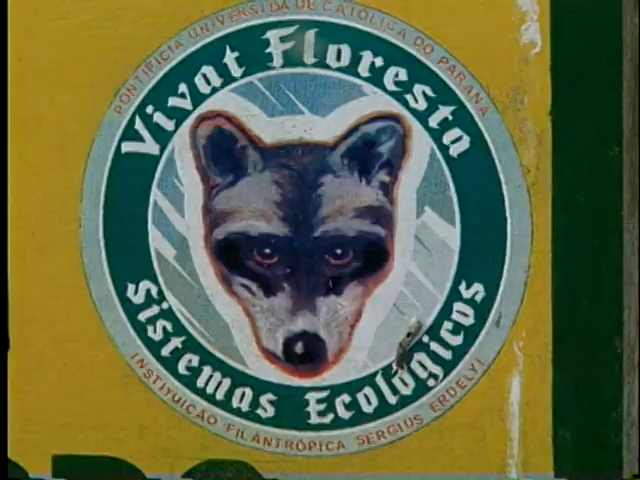 PONTIFÍCIA UNIVERSIDADE CATÓLICA DO PARANÁ
Vivat Floresta
Sistemas Ecológicos
INSTITUIÇÃO FILANTRÓPICA SERGIUS ERDELYI